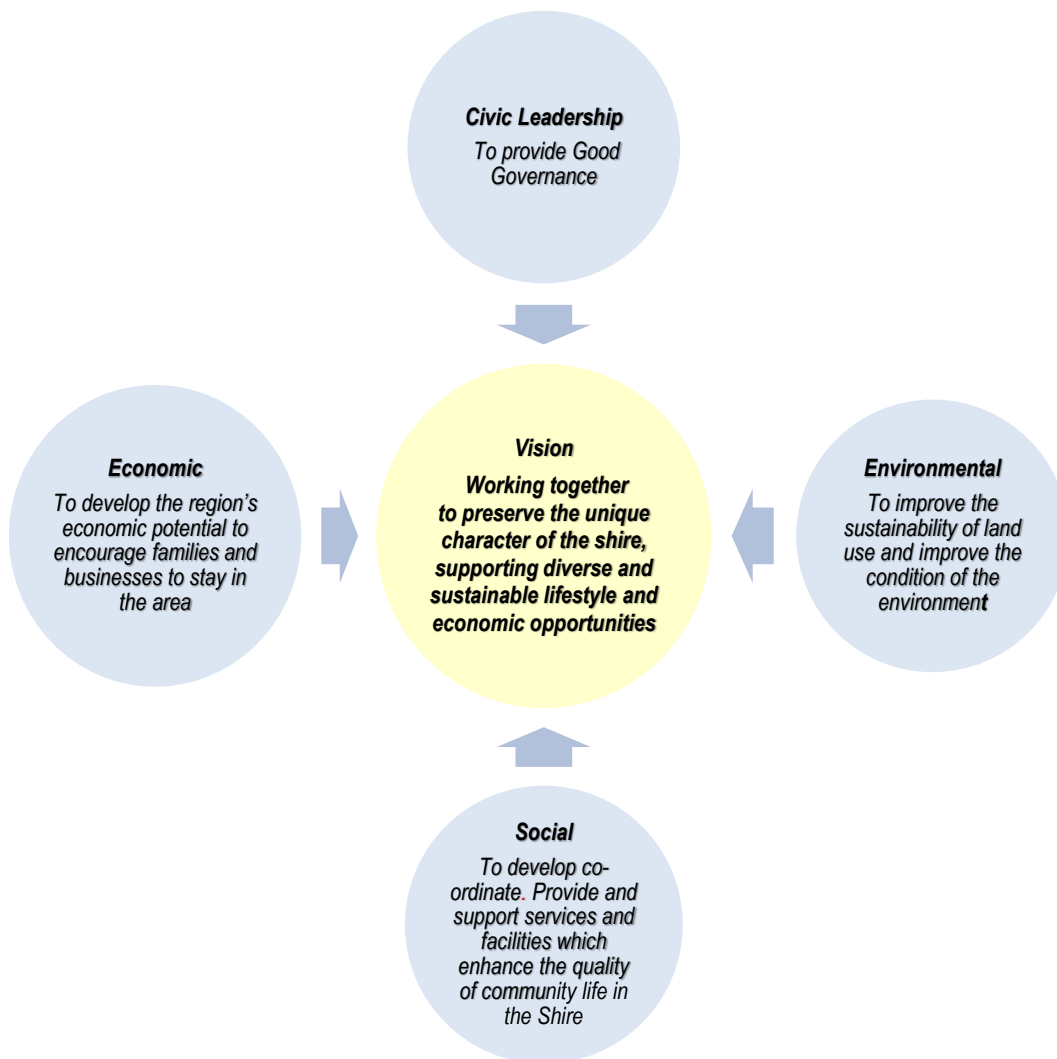 Civic Leadership
To provide Good
Governance
Economic
To develop the region’s
economic potential to
encourage families and
businesses to stay in
the area
Vision
Working together
to preserve the unique
character of the shire,
supporting diverse and
sustainable lifestyle and
economic opportunities
Environmental
To improve the
sustainability of land
use and improve the
condition of the
environment
Social
To develop co-
ordinate. Provide and
support services and
facilities which
enhance the quality
of community life in
the Shire